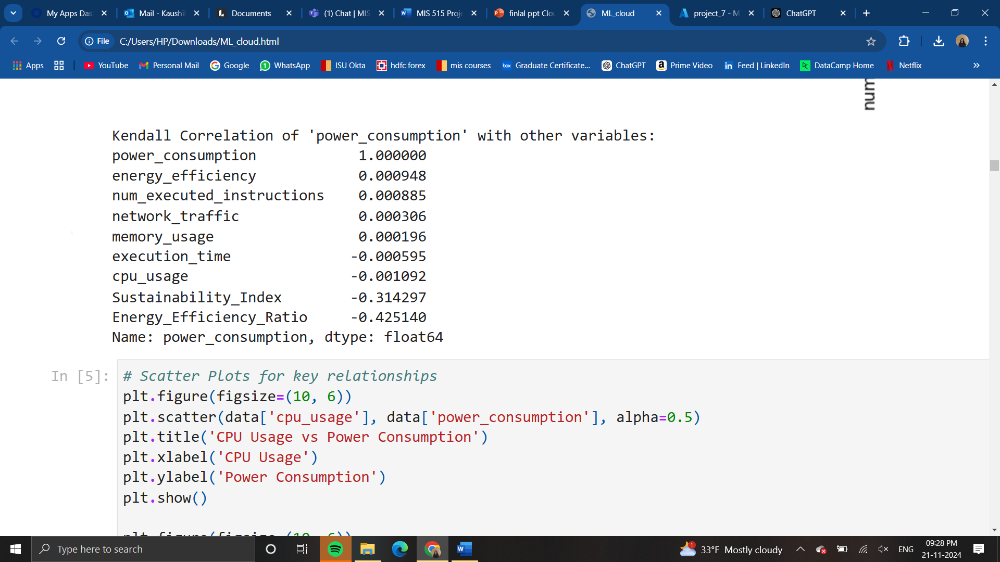 My Apps Das
Mail - Kaushi
Documents
(1) Chat | MIS
MIS 515 Proje
finlal ppt Clou
ML_cloud
project_7 - M
ChatGPT
File C:/Users/HP/Downloads/ML_cloud.html
Apps YouTube Personal Mail Google WhatsApp ISU Okta hdfc forex mis courses Graduate Certificate... ChatGPT Prime Video Feed | LinkedIn DataCamp Home Netflix
num
Kendall Correlation of 'power_consumption' with other variables:
power_consumption 1.000000
energy_efficiency 0.000948
num_executed_instructions 0.000885
network_traffic 0.000306
memory_usage 0.000196
execution_time -0.000595
cpu_usage -0.001092
Sustainability_Index -0.314297
Energy_Efficiency_Ratio -0.425140
Name: power_consumption, dtype: float64
In [5]: # Scatter Plots for key relationships
plt.figure(figsize=(10, 6))
plt.scatter(data['cpu_usage'], data['power_consumption'], alpha=0.5)
plt.title('CPU Usage vs Power Consumption')
plt.xlabel('CPU Usage')
plt.ylabel('Power Consumption')
plt.show()
plt.figure(figsize=(10, 6))
Type here to search
33°F Mostly cloudy
ENG
09:28 PM
21-11-2024